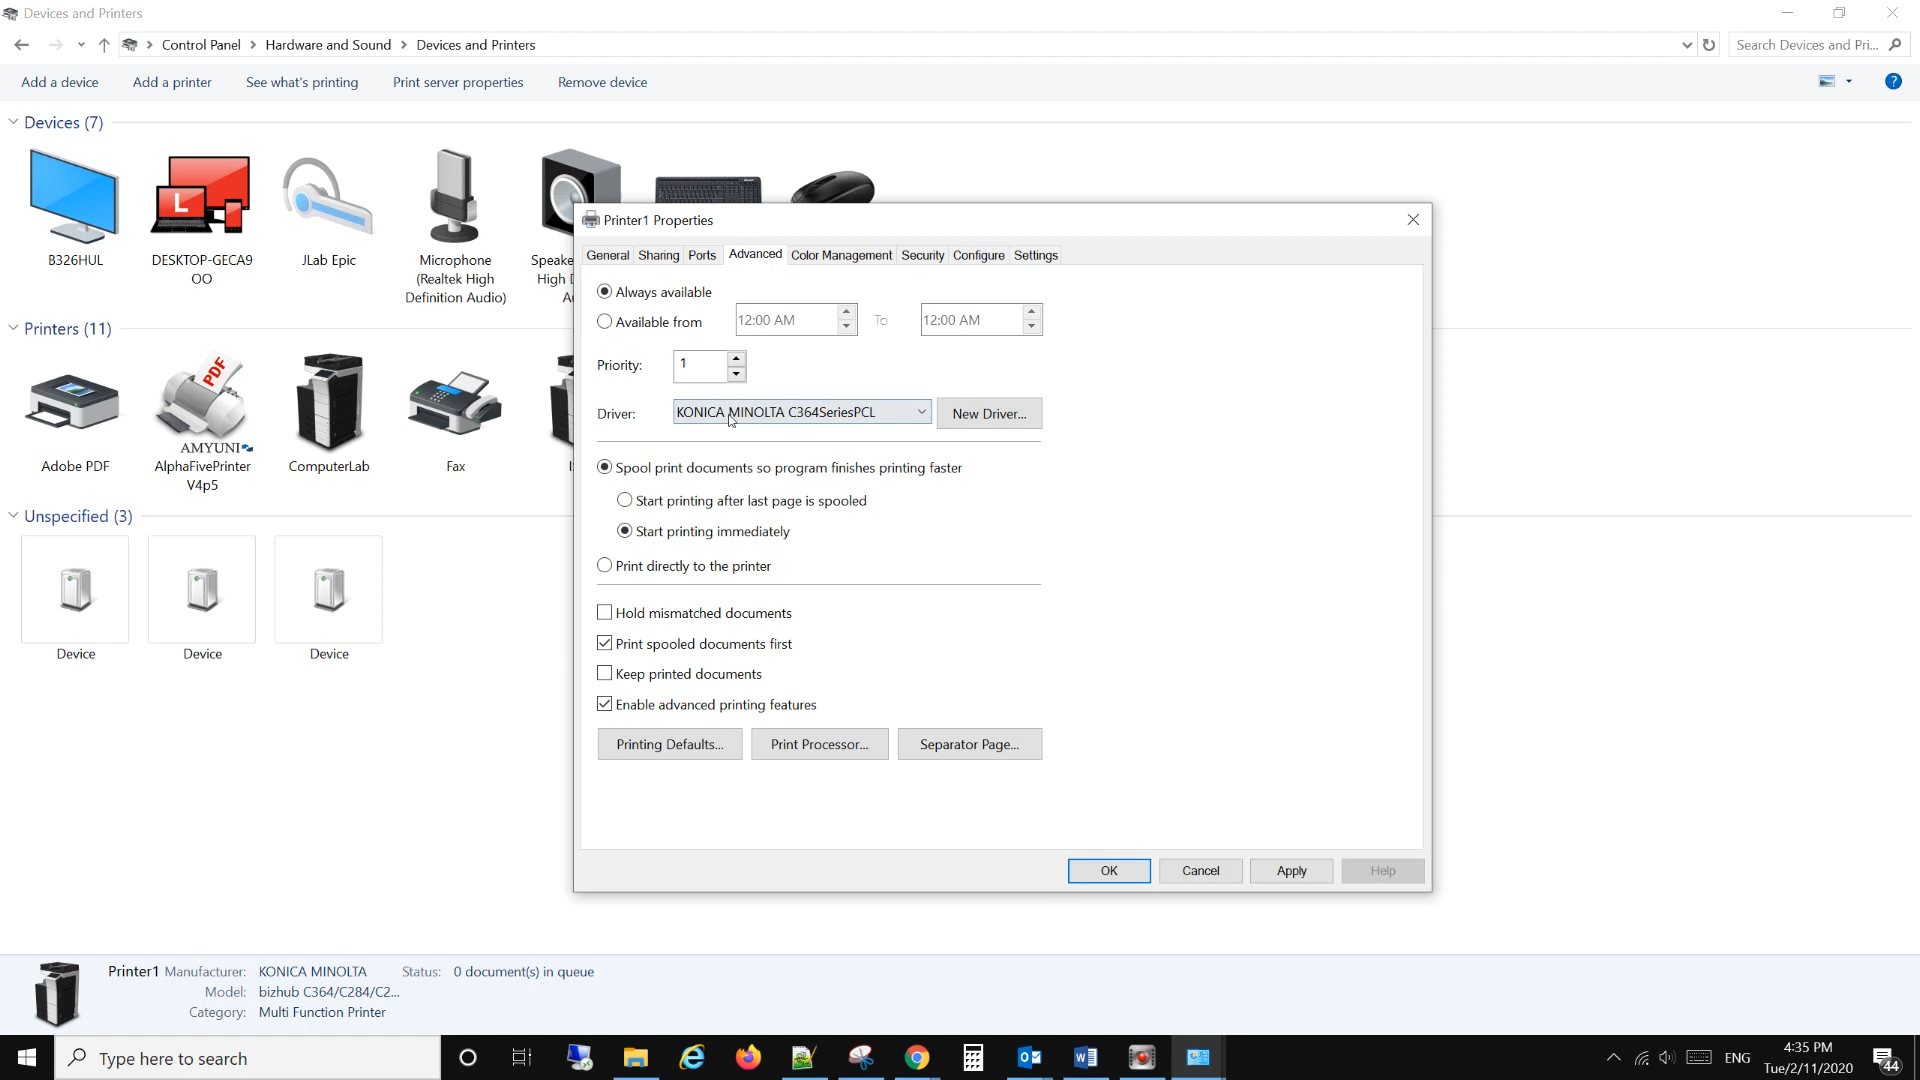 Devices and Printers
Control Panel > Hardware and Sound > Devices and Printers
Search Devices and Pri...
Add a device
Add a printer
See what's printing
Print server properties
Remove device
?
Devices (7)
B326HUL
DESKTOP-GECA9
OO
JLab Epic
Microphone
(Realtek High
Definition Audio)
Speake
High
Printers (11)
Adobe PDF
PDF
AMYUNI
AlphaFivePrinter
V4p5
ComputerLab
Fax
Unspecified (3)
Device
Device
Device
Printer1 Properties
General
Sharing
Ports
Advanced
Color Management
Security
Configure
Settings
Always available
Available from
12:00 AM
To
12:00 AM
Priority:
1
Driver:
KONICA MINOLTA C364SeriesPCL
New Driver...
Spool print documents so program finishes printing faster
Start printing after last page is spooled
Start printing immediately
Print directly to the printer
Hold mismatched documents
Print spooled documents first
Keep printed documents
Enable advanced printing features
Printing Defaults...
Print Processor...
Separator Page...
OK
Cancel
Apply
Help
Printer1 Manufacturer: KONICA MINOLTA Status: 0 document(s) in queue
Model: bizhub C364/C284/C2...
Category: Multi Function Printer
Type here to search
ENG
4:35 PM
Tue/2/11/2020
44